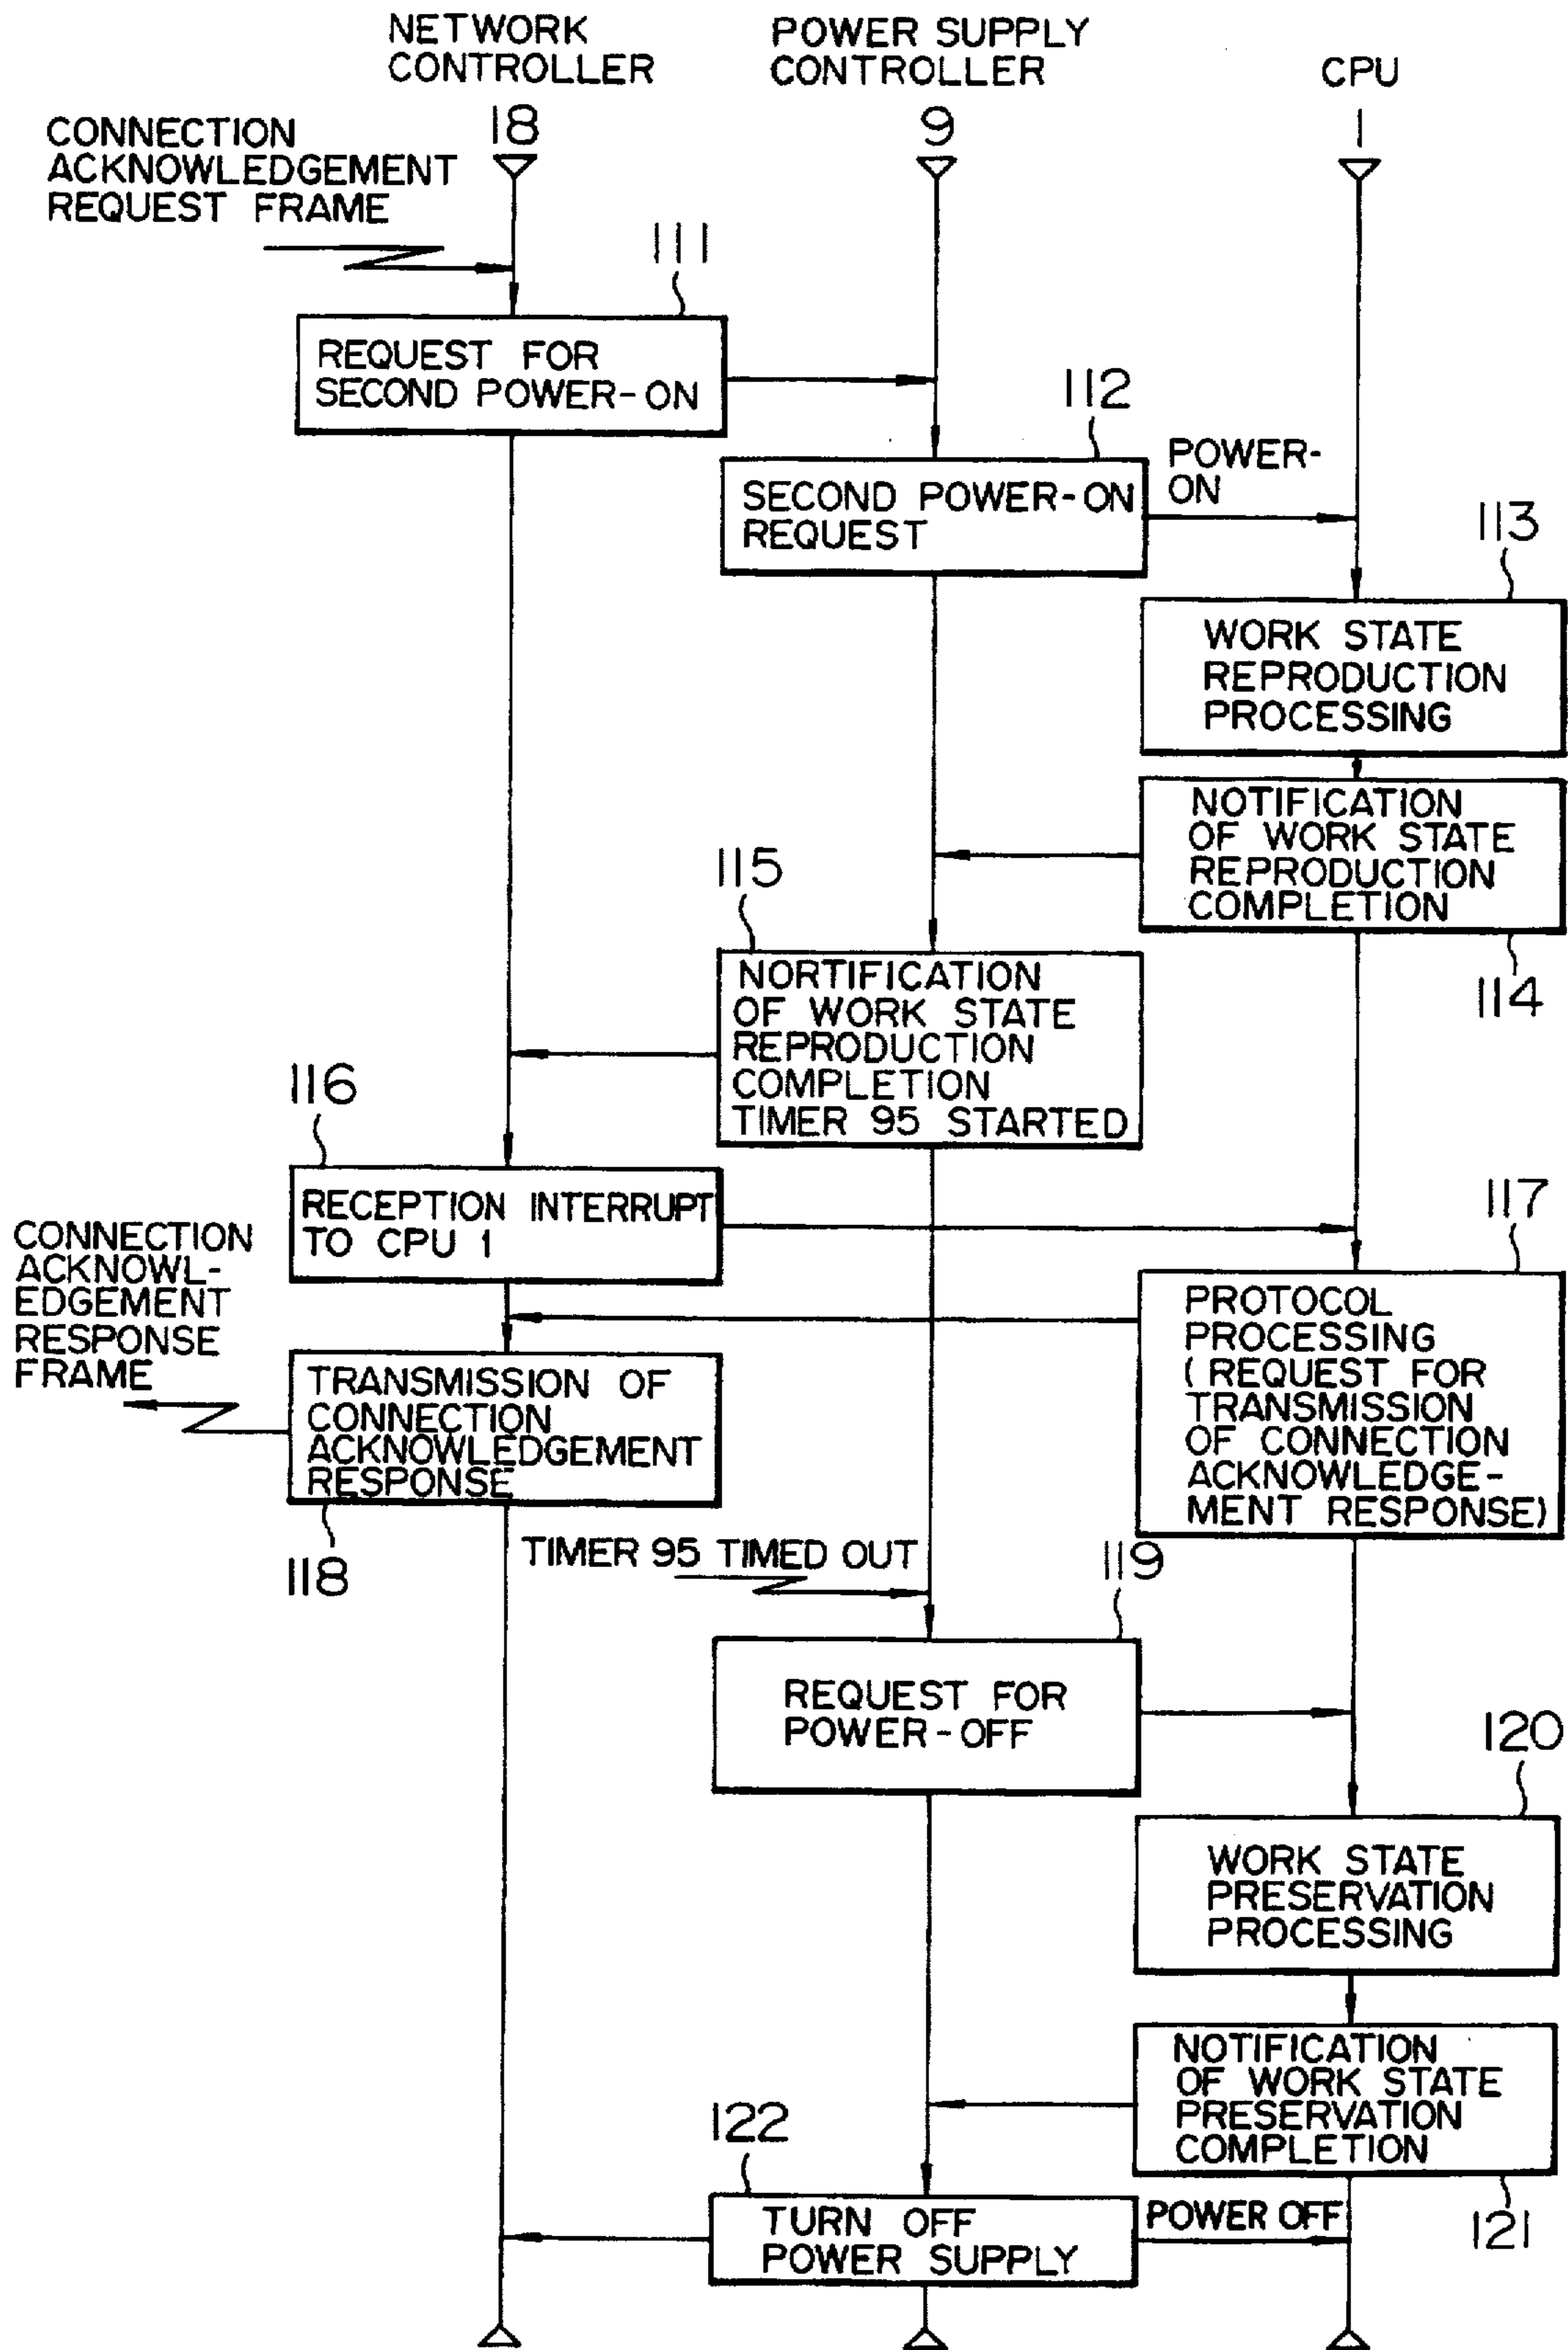 NETWORK
CONTROLLER
18
POWER SUPPLY
CONTROLLER
9
CPU
1
CONNECTION
ACKNOWLEDGEMENT
REQUEST FRAME
111
REQUEST FOR
SECOND POWER-ON
112
SECOND POWER-ON
REQUEST
POWER-
ON
113
WORK STATE
REPRODUCTION
PROCESSING
NOTIFICATION
OF WORK STATE
REPRODUCTION
COMPLETION
114
115
NORTIFICATION
OF WORK STATE
REPRODUCTION
COMPLETION
TIMER 95 STARTED
116
RECEPTION INTERRUPT
TO CPU 1
117
PROTOCOL
PROCESSING
(REQUEST FOR
TRANSMISSION
OF CONNECTION
ACKNOWLEDGE-
MENT RESPONSE)
CONNECTION
ACKNOWL-
EDGEMENT
RESPONSE
FRAME
TRANSMISSION OF
CONNECTION
ACKNOWLEDGEMENT
RESPONSE
118
TIMER 95 TIMED OUT
119
REQUEST FOR
POWER-OFF
120
WORK STATE
PRESERVATION
PROCESSING
NOTIFICATION
OF WORK STATE
PRESERVATION
COMPLETION
121
122
TURN OFF
POWER SUPPLY
POWER OFF